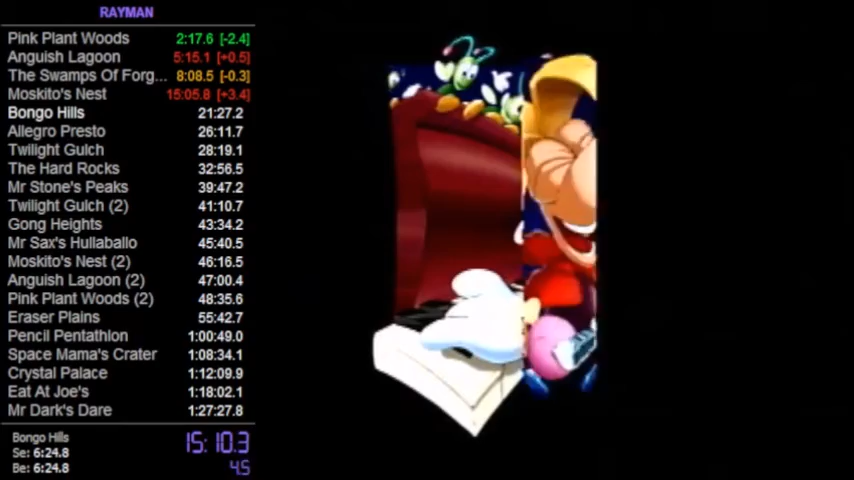 RAYMAN
Pink Plant Woods 2:17.6 [-2.4]
Anguish Lagoon 5:15.1 [+0.5]
The Swamps Of Forg... 8:08.5 [-0.3]
Moskito's Nest 15:05.8 [+3.4]
Bongo Hills 21:27.2
Allegro Presto 26:11.7
Twilight Gulch 28:19.1
The Hard Rocks 32:56.5
Mr Stone's Peaks 39:47.2
Twilight Gulch (2) 41:10.7
Gong Heights 43:34.2
Mr Sax's Hullaballo 45:40.5
Moskito's Nest (2) 46:16.5
Anguish Lagoon (2) 47:00.4
Pink Plant Woods (2) 48:35.6
Eraser Plains 55:42.7
Pencil Pentathlon 1:00:49.0
Space Mama's Crater 1:08:34.1
Crystal Palace 1:12:09.9
Eat At Joe's 1:18:02.1
Mr Dark's Dare 1:27:27.8
Bongo Hills 15:10.3
Se: 6:24.8
Be: 6:24.8 4.5